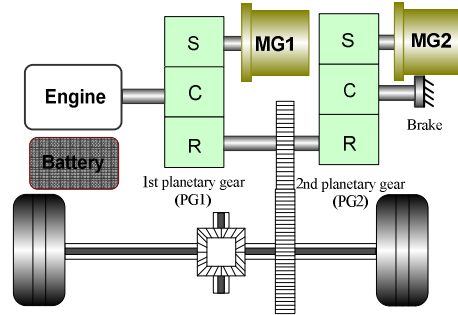 S
MG1
S
MG2
Engine
C
C
Brake
Battery
R
R
1st planetary gear
(PG1)
2nd planetary gear
(PG2)